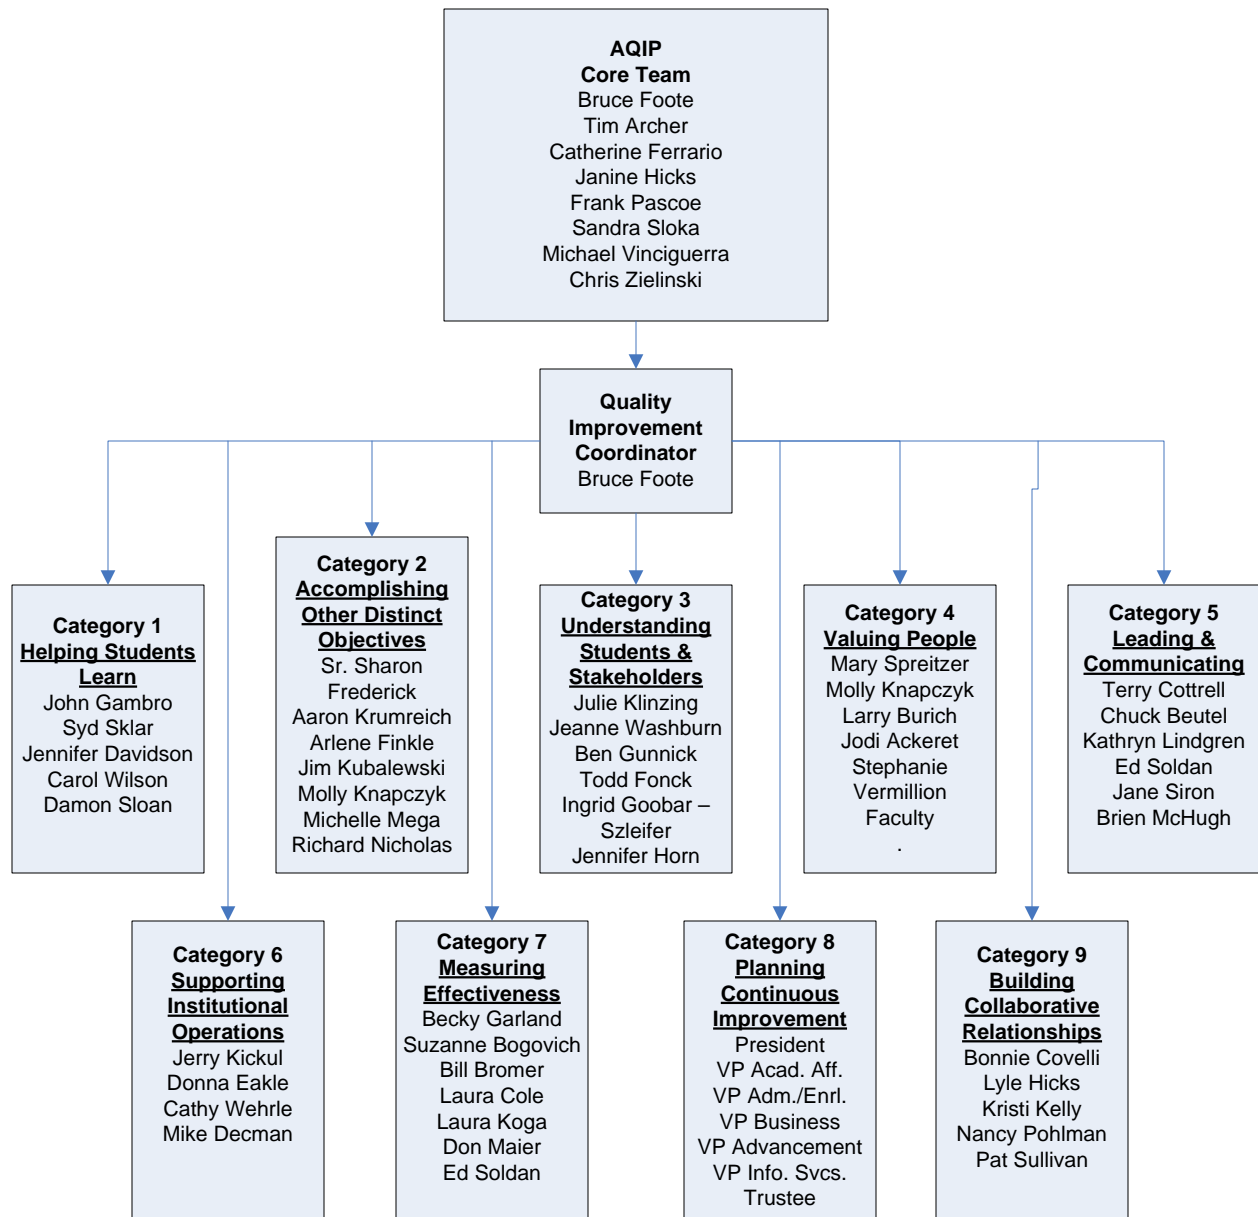 AQIP
Core Team
Bruce Foote
Tim Archer
Catherine Ferrario
Janine Hicks
Frank Pascoe
Sandra Sloka
Michael Vinciguerra
Chris Zielinski
Quality
Improvement
Coordinator
Bruce Foote
Category 1
Helping Students
Learn
John Gambro
Syd Sklar
Jennifer Davidson
Carol Wilson
Damon Sloan
Category 2
Accomplishing
Other Distinct
Objectives
Sr. Sharon
Frederick
Aaron Krumreich
Arlene Finkle
Jim Kubalewski
Molly Knapczyk
Michelle Mega
Richard Nicholas
Category 3
Understanding
Students &
Stakeholders
Julie Klinzing
Jeanne Washburn
Ben Gunnick
Todd Fonck
Ingrid Goobar –
Szleifer
Jennifer Horn
Category 4
Valuing People
Mary Spreitzer
Molly Knapczyk
Larry Burich
Jodi Ackeret
Stephanie
Vermillion
Faculty
.
Category 5
Leading &
Communicating
Terry Cottrell
Chuck Beutel
Kathryn Lindgren
Ed Soldan
Jane Siron
Brien McHugh
Category 6
Supporting
Institutional
Operations
Jerry Kickul
Donna Eakle
Cathy Wehrle
Mike Decman
Category 7
Measuring
Effectiveness
Becky Garland
Suzanne Bogovich
Bill Bromer
Laura Cole
Laura Koga
Don Maier
Ed Soldan
Category 8
Planning
Continuous
Improvement
President
VP Acad. Aff.
VP Adm./Enrl.
VP Business
VP Advancement
VP Info. Svcs.
Trustee
Category 9
Building
Collaborative
Relationships
Bonnie Covelli
Lyle Hicks
Kristi Kelly
Nancy Pohlman
Pat Sullivan